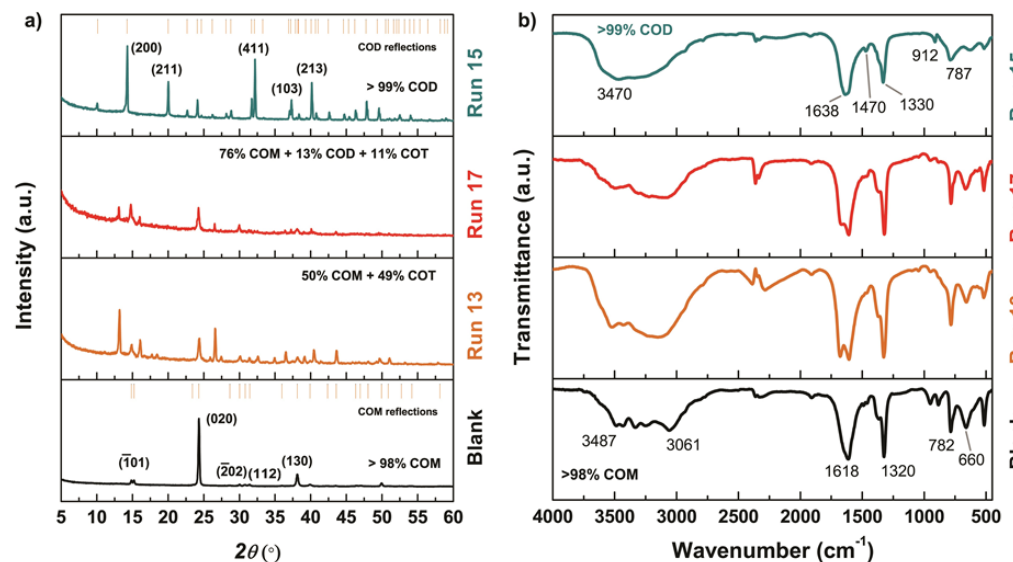 a)
COD reflections
(200)
(211)
(411)
(103)
(213)
> 99% COD
Run 15
76% COM + 13% COD + 11% COT
Run 17
50% COM + 49% COT
Run 13
COM reflections
(020)
(1̅01)
(2̅02)
(112)
(130)
> 98% COM
Blank
Intensity (a.u.)
5 10 15 20 25 30 35 40 45 50 55 60
2θ (°)
b)
>99% COD
3470
1638
1470
1330
912
787
3487
3061
1618
1320
782
660
>98% COM
Transmittance (a.u.)
4000 3500 3000 2500 2000 1500 1000 500
Wavenumber (cm⁻¹)